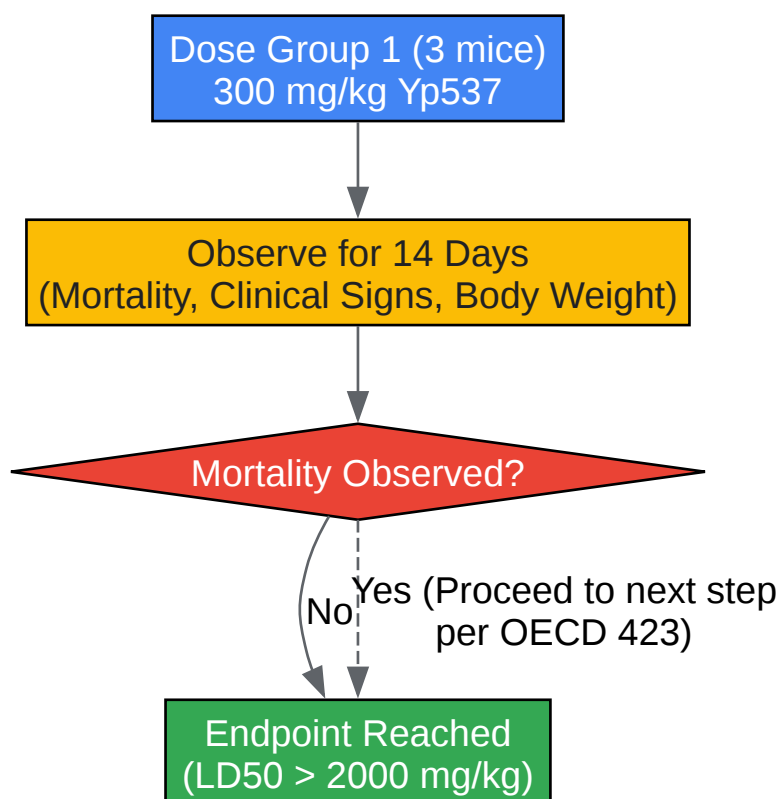 Dose Group 1 (3 mice)
300 mg/kg Yp537
Observe for 14 Days
(Mortality, Clinical Signs, Body Weight)
Mortality Observed?
No
Yes (Proceed to next step
per OECD 423)
Endpoint Reached
(LD50 > 2000 mg/kg)